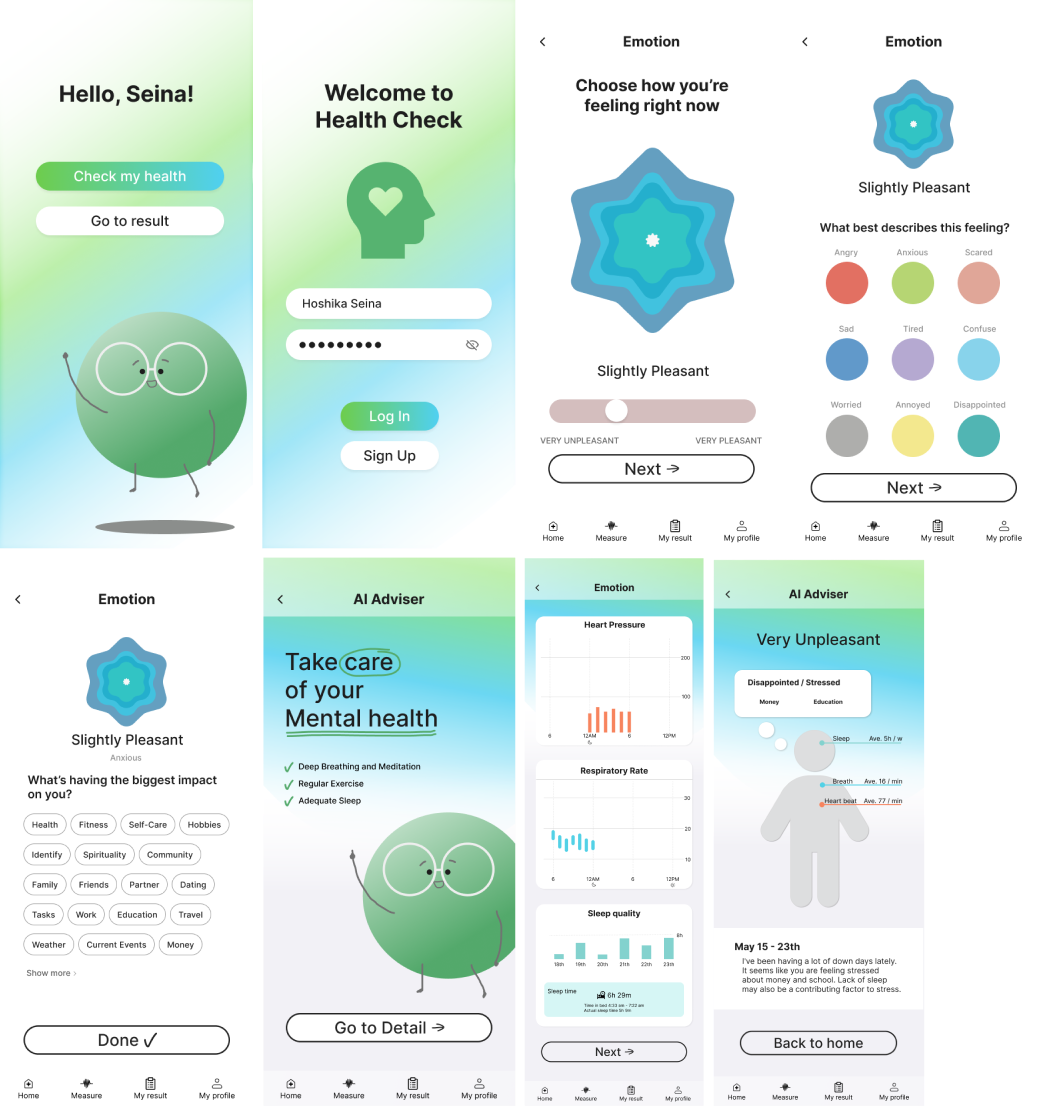 Hello, Seina!
Check my health
Go to result
Welcome to
Health Check
Hoshika Seina
Log In
Sign Up
Emotion
Choose how you're
feeling right now
Slightly Pleasant
VERY UNPLEASANT VERY PLEASANT
Next
Home Measure My result My profile
Emotion
Slightly Pleasant
What best describes this feeling?
Angry Anxious Scared
Sad Tired Confuse
Worried Annoyed Disappointed
Next
Home Measure My result My profile
Emotion
Slightly Pleasant
Anxious
What's having the biggest impact
on you?
Health Fitness Self-Care Hobbies
Identify Spirituality Community
Family Friends Partner Dating
Tasks Work Education Travel
Weather Current Events Money
Show more
Done
Home Measure My result My profile
AI Adviser
Take care
of your
Mental health
Deep Breathing and Meditation
Regular Exercise
Adequate Sleep
Go to Detail
Home Measure My result My profile
Emotion
Heart Pressure
200
100
6 12AM 6 12PM
Respiratory Rate
30
20
10
6 12AM 6 12PM
Sleep quality
8h
18th 19th 20th 21th 22th 23th
Sleep time
6h 29m
Time in bed 4:33 am - 7:22 am
Actual sleep time 5h 9m
Next
Home Measure My result My profile
AI Adviser
Very Unpleasant
Disappointed / Stressed
Money Education
Sleep Ave. 5h / w
Breath Ave. 16 / min
Heart beat Ave. 77 / min
May 15 - 23th
I've been having a lot of down days lately.
It seems like you are feeling stressed
about money and school. Lack of sleep
may also be a contributing factor to stress.
Back to home
Home Measure My result My profile